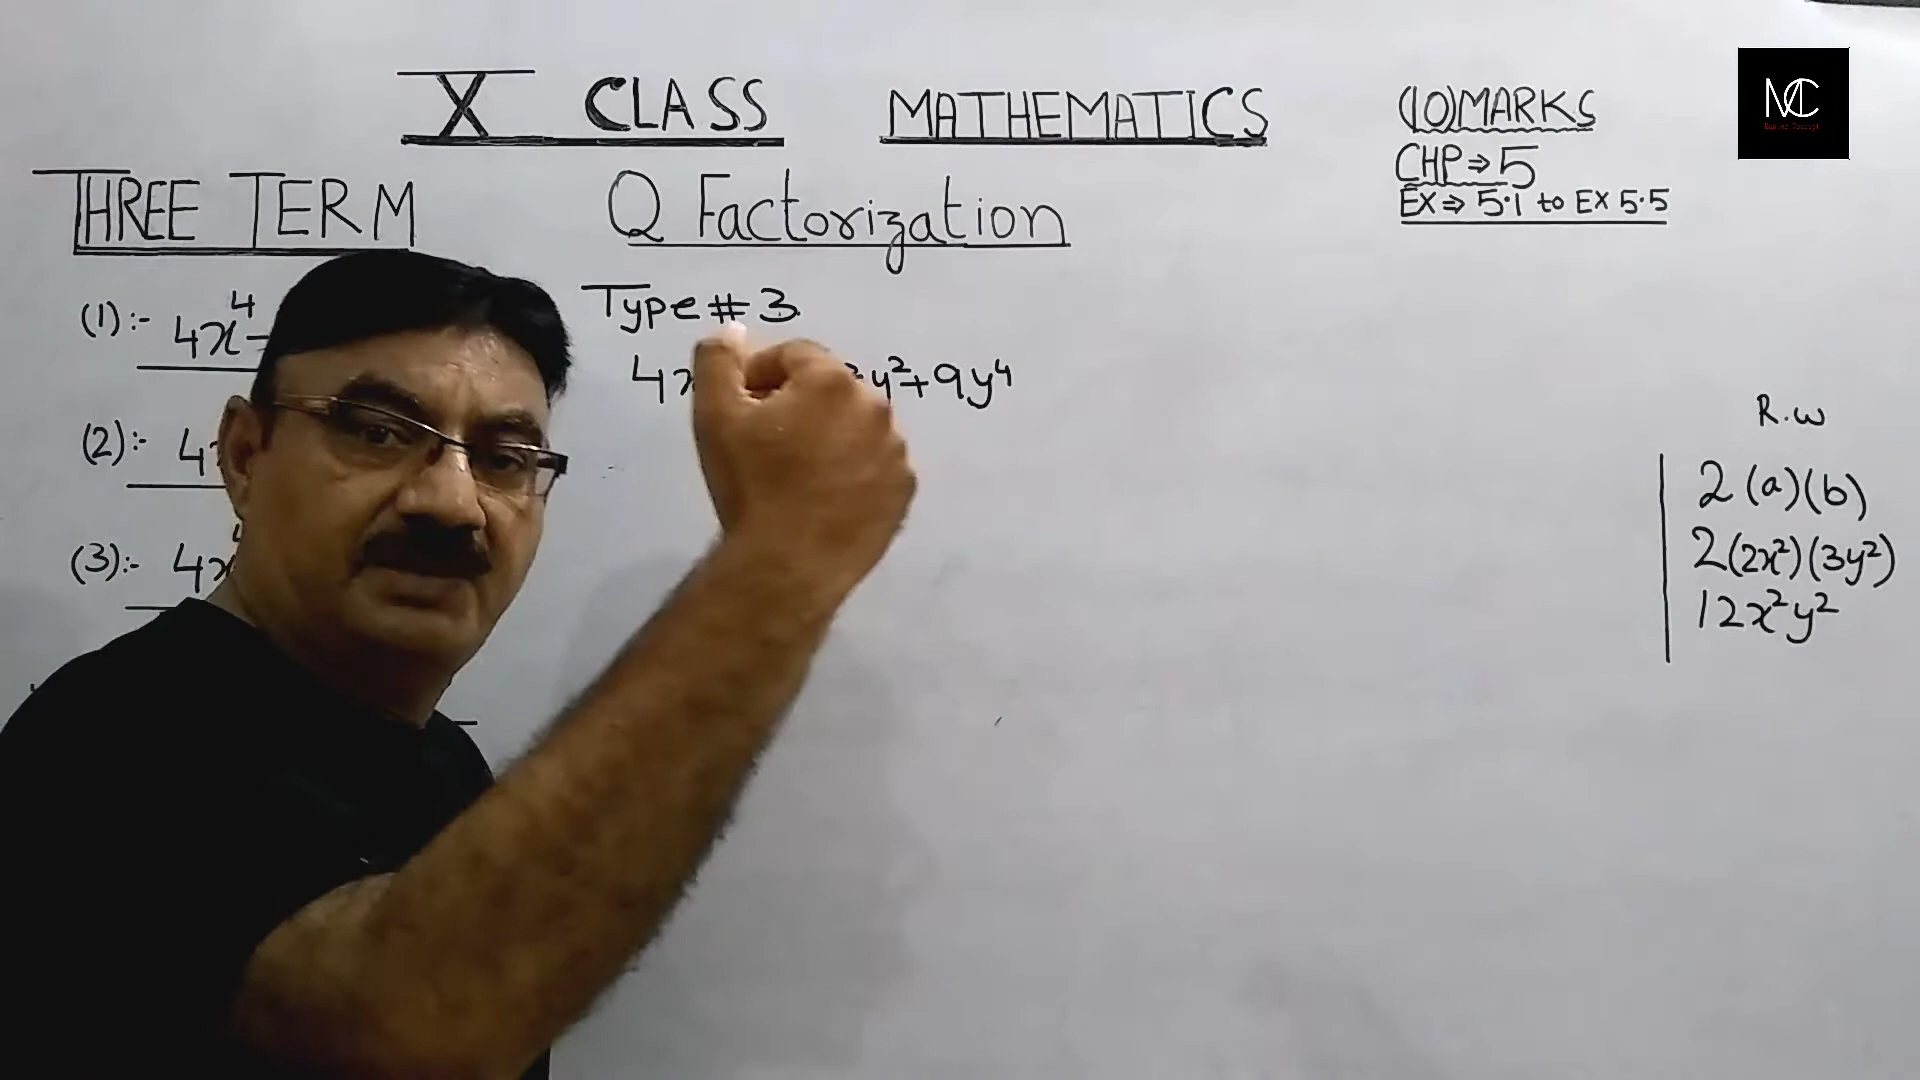 X CLASS MATHEMATICS
(10)MARKS
CHP ⇒ 5
EX ⇒ 5.1 to EX 5.5
THREE TERM
Q Factorization
(1):- 4x⁴-
(2):- 4
(3):- 4x
Type # 3
4x y²+9y⁴
R.W
2(a)(b)
2(2x²)(3y²)
12x²y²
MC